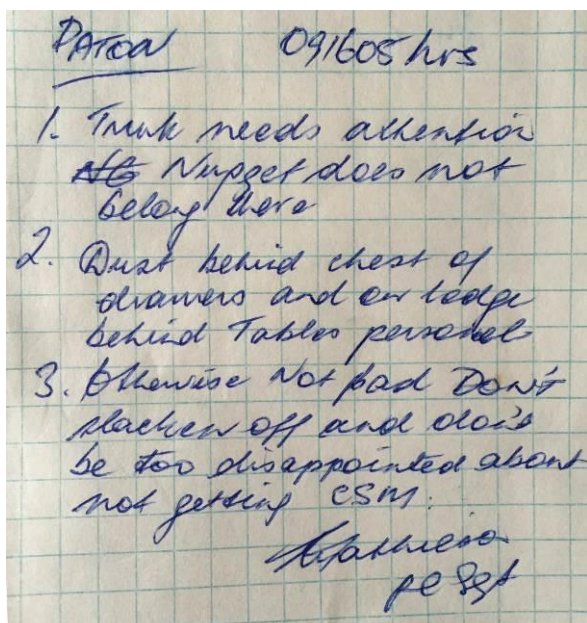 PATON 091605 hrs
1. Trunk needs attention
NG Nugget does not
belong there
2. Dust behind chest of
drawers and on ledge
behind Tables personal
3. Otherwise Not bad DON'T
slacken off and don't
be too disappointed about
not getting CSM.
Sgt